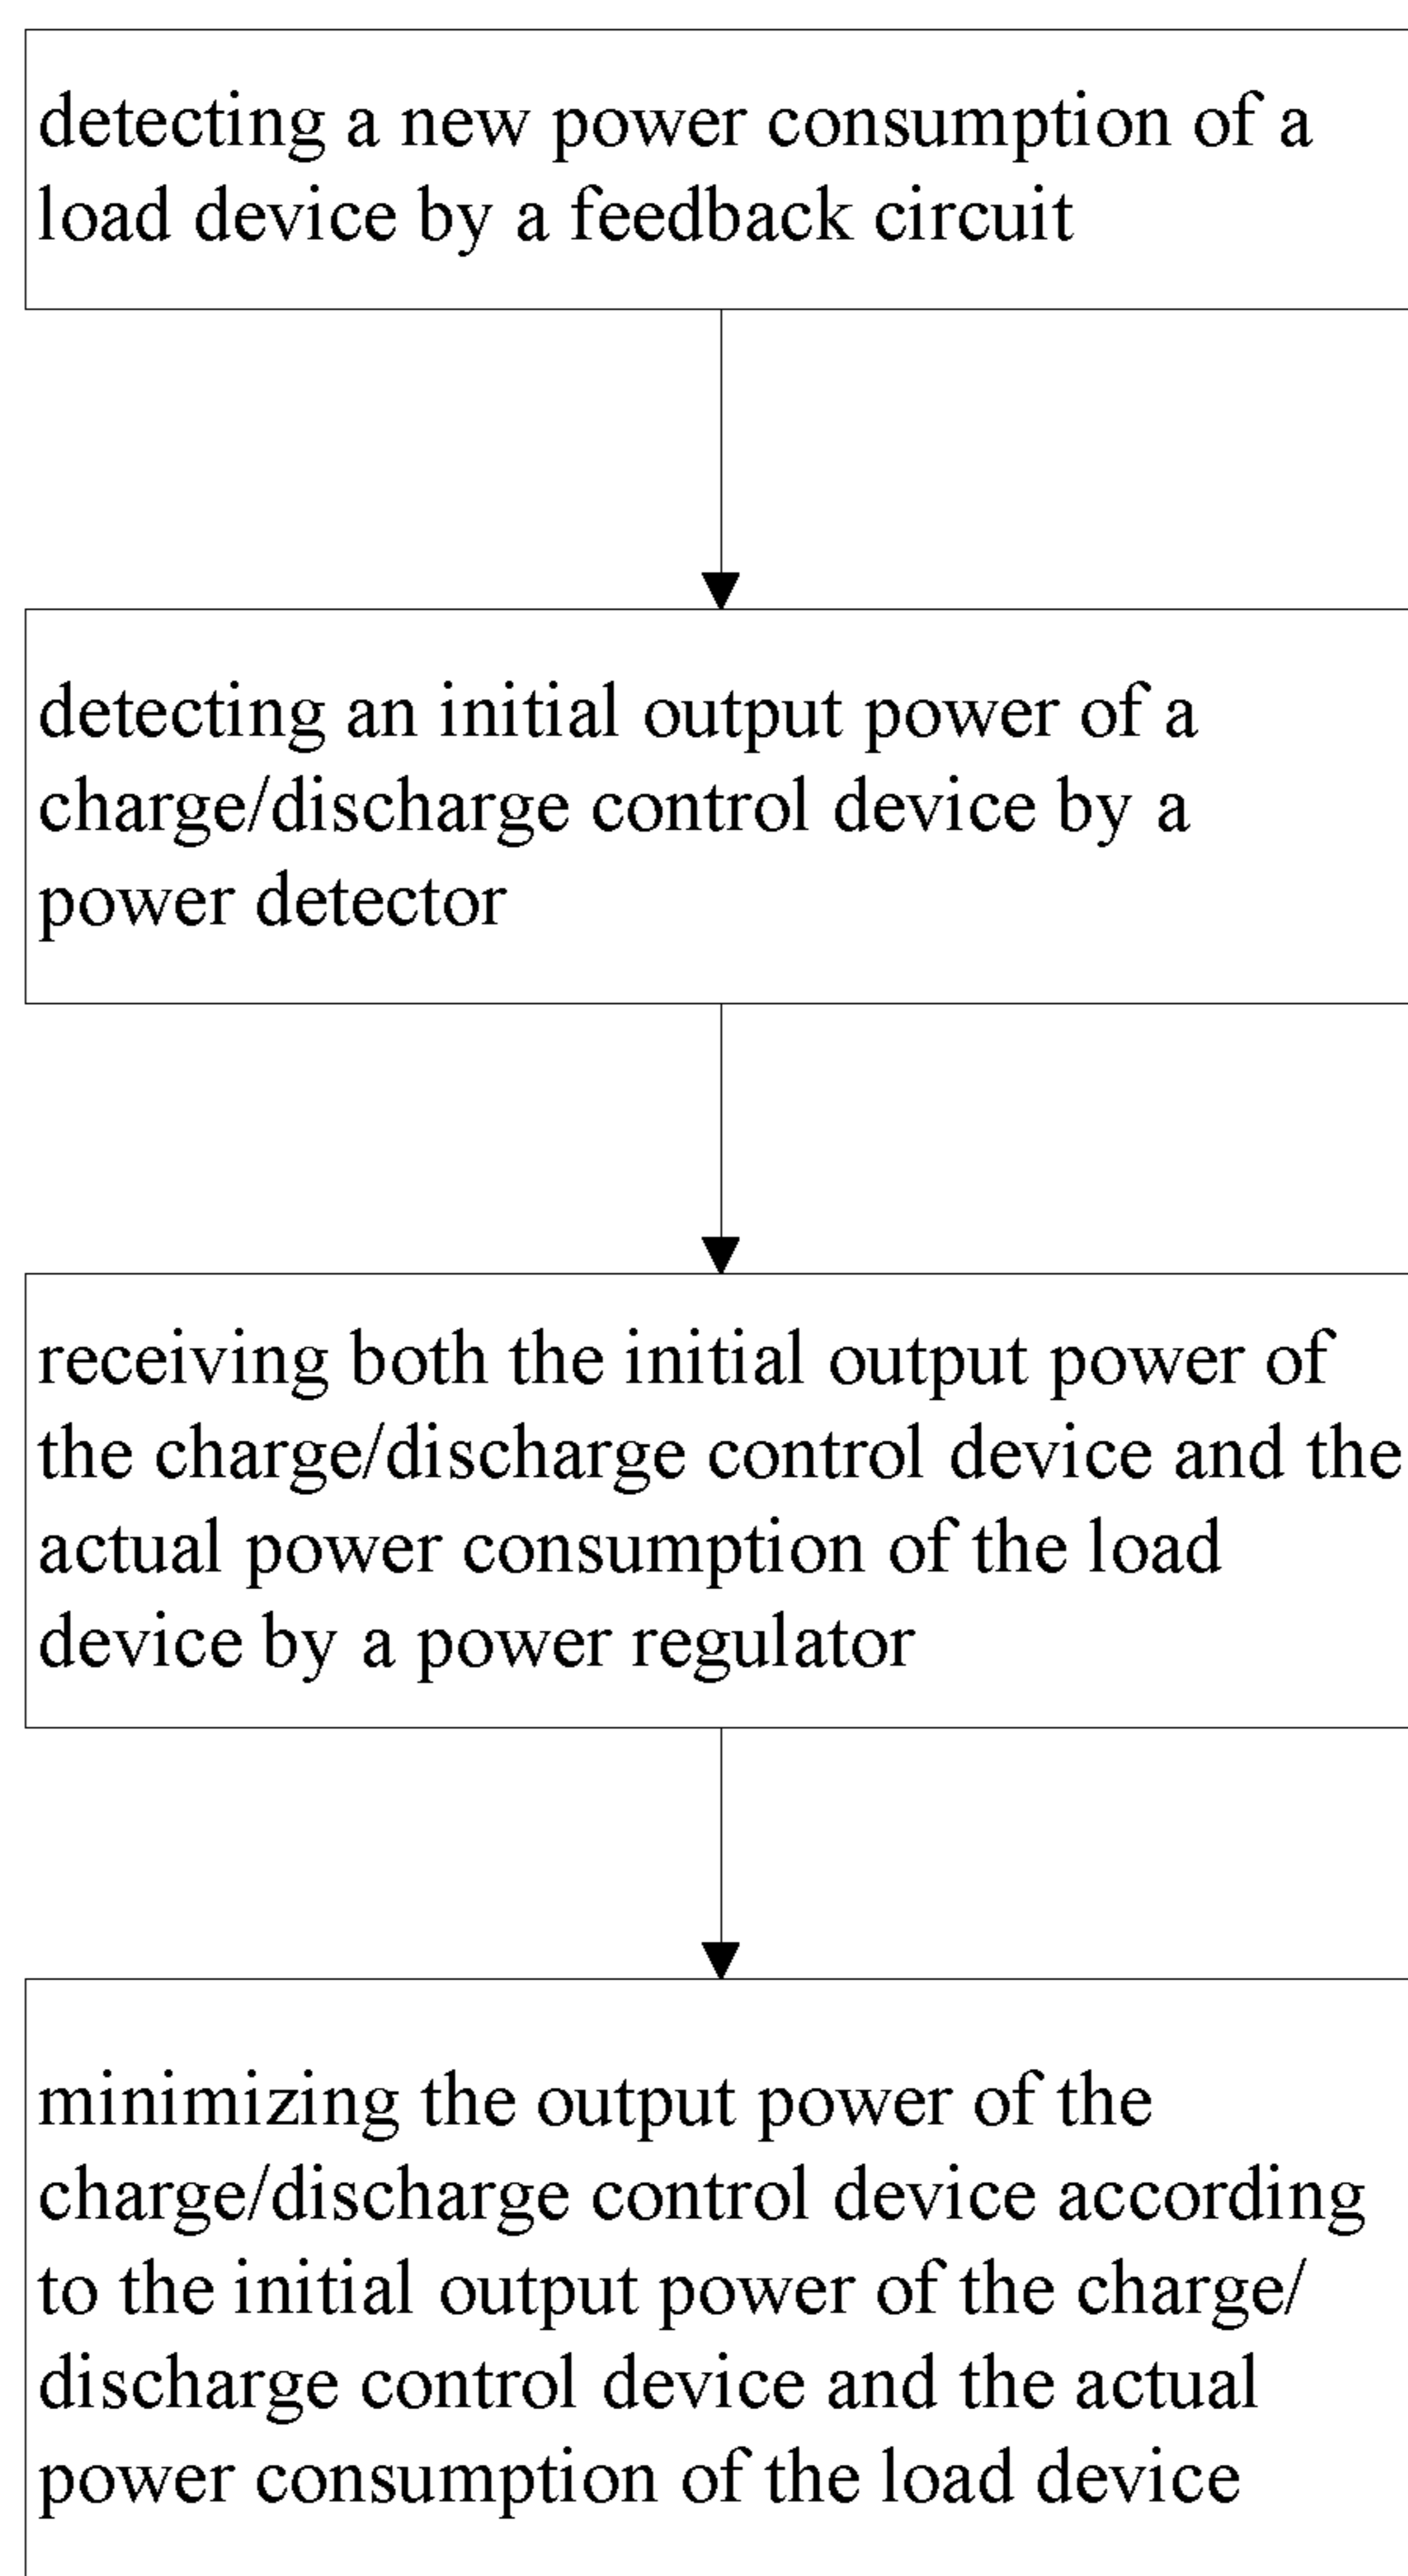 detecting a new power consumption of a
load device by a feedback circuit
detecting an initial output power of a
charge/discharge control device by a
power detector
receiving both the initial output power of
the charge/discharge control device and the
actual power consumption of the load
device by a power regulator
minimizing the output power of the
charge/discharge control device according
to the initial output power of the charge/
discharge control device and the actual
power consumption of the load device